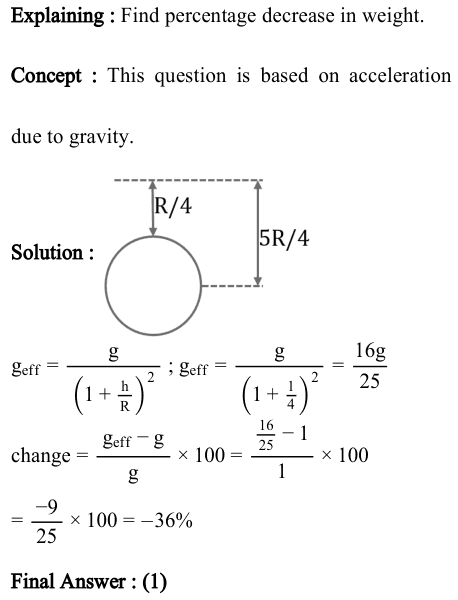 Explaining : Find percentage decrease in weight.
Concept : This question is based on acceleration
due to gravity.
R/4
5R/4
Solution :
g_eff = g / (1 + h/R)^2 ; g_eff = g / (1 + 1/4)^2 = 16g/25
change = (g_eff − g)/g × 100 = (16/25 − 1)/1 × 100
= −9/25 × 100 = −36%
Final Answer : (1)